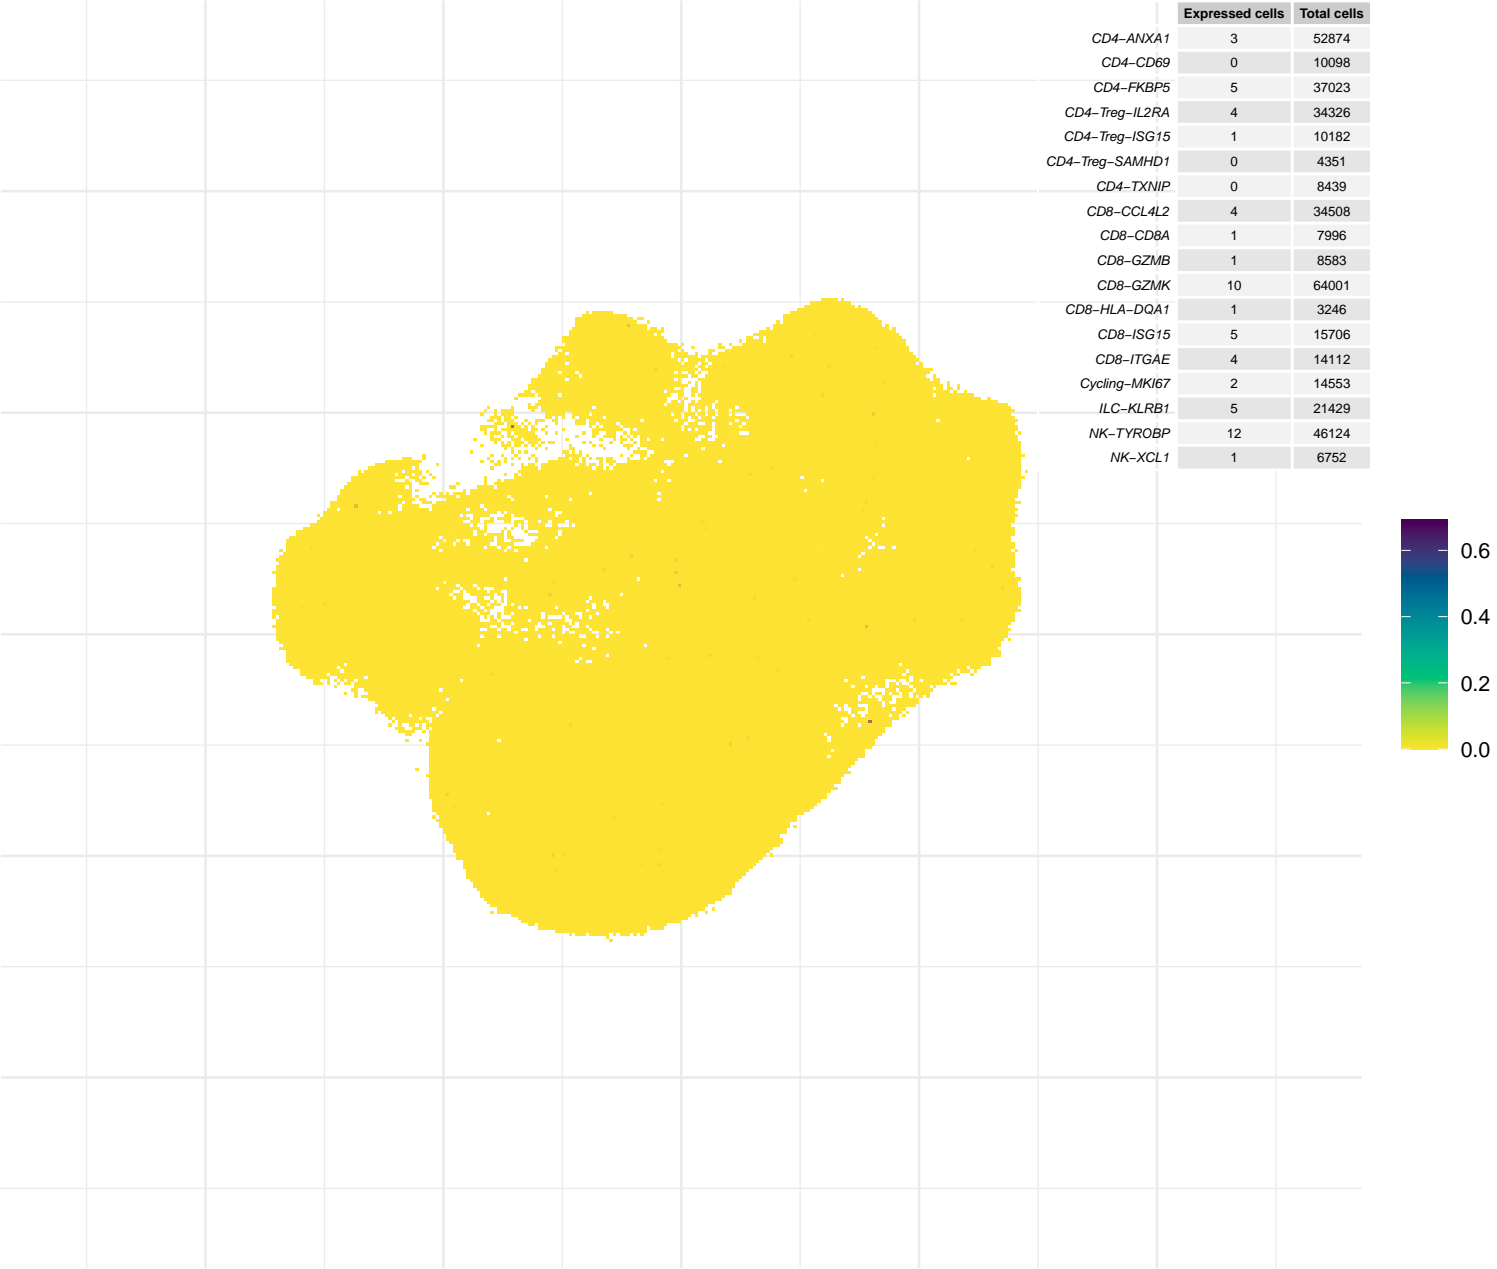 Expressed cells Total cells
CD4−ANXA1 3 52874
CD4−CD69 0 10098
CD4−FKBP5 5 37023
CD4−Treg−IL2RA 4 34326
CD4−Treg−ISG15 1 10182
CD4−Treg−SAMHD1 0 4351
CD4−TXNIP 0 8439
CD8−CCL4L2 4 34508
CD8−CD8A 1 7996
CD8−GZMB 1 8583
CD8−GZMK 10 64001
CD8−HLA−DQA1 1 3246
CD8−ISG15 5 15706
CD8−ITGAE 4 14112
Cycling−MKI67 2 14553
ILC−KLRB1 5 21429
NK−TYROBP 12 46124
NK−XCL1 1 6752
0.6
0.4
0.2
0.0